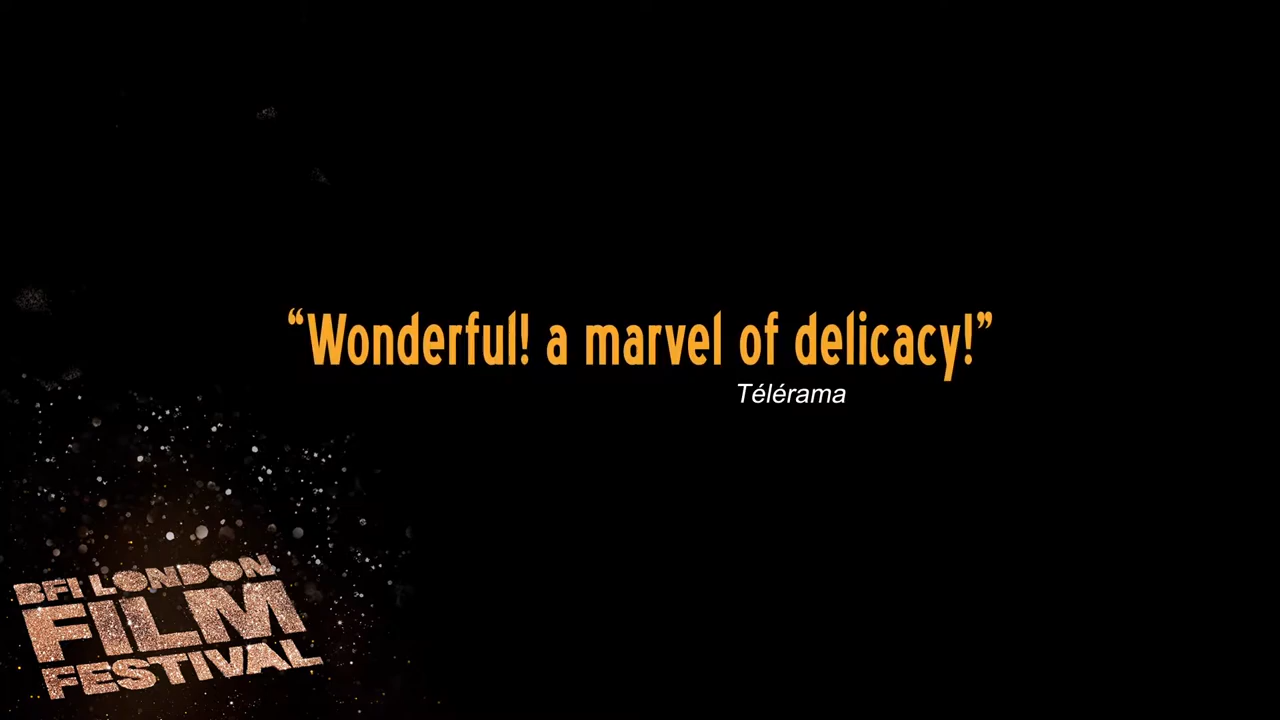 “Wonderful! a marvel of delicacy!”
Télérama
BFI LONDON
FILM
FESTIVAL